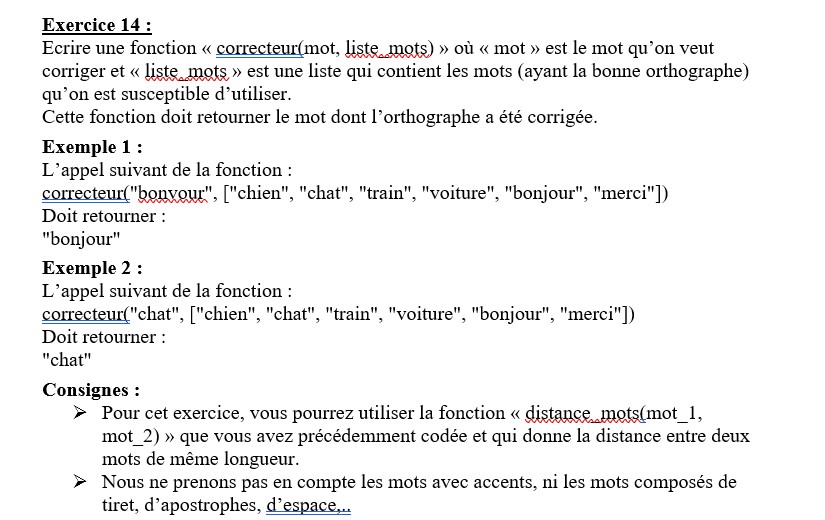 Exercice 14 :
Ecrire une fonction « correcteur(mot, liste_mots) » où « mot » est le mot qu’on veut
corriger et « liste_mots » est une liste qui contient les mots (ayant la bonne orthographe)
qu’on est susceptible d’utiliser.
Cette fonction doit retourner le mot dont l’orthographe a été corrigée.
Exemple 1 :
L’appel suivant de la fonction :
correcteur("bonvour", ["chien", "chat", "train", "voiture", "bonjour", "merci"])
Doit retourner :
"bonjour"
Exemple 2 :
L’appel suivant de la fonction :
correcteur("chat", ["chien", "chat", "train", "voiture", "bonjour", "merci"])
Doit retourner :
"chat"
Consignes :
➢ Pour cet exercice, vous pourrez utiliser la fonction « distance_mots(mot_1,
mot_2) » que vous avez précédemment codée et qui donne la distance entre deux
mots de même longueur.
➢ Nous ne prenons pas en compte les mots avec accents, ni les mots composés de
tiret, d’apostrophes, d’espace,..